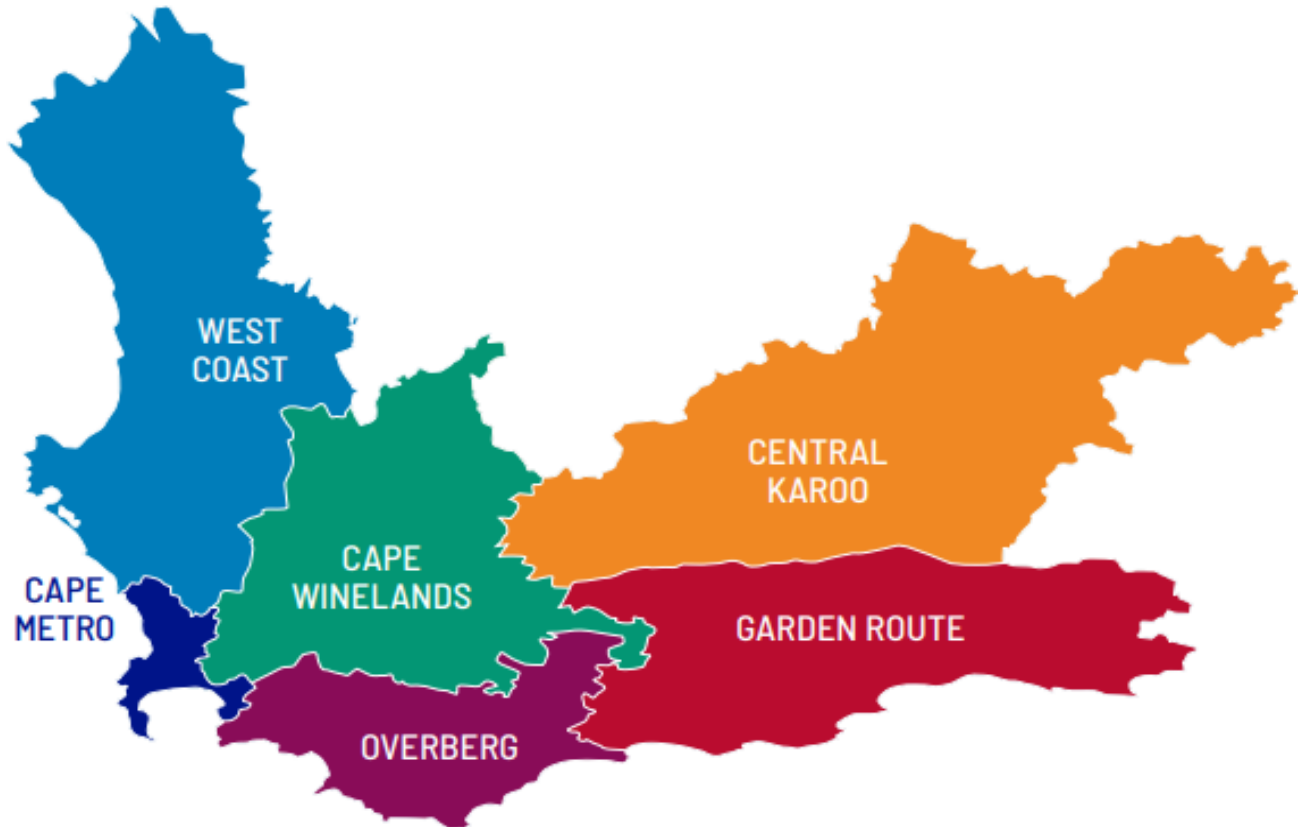 WEST
COAST
CENTRAL
KAROO
CAPE
WINELANDS
CAPE
METRO
GARDEN ROUTE
OVERBERG